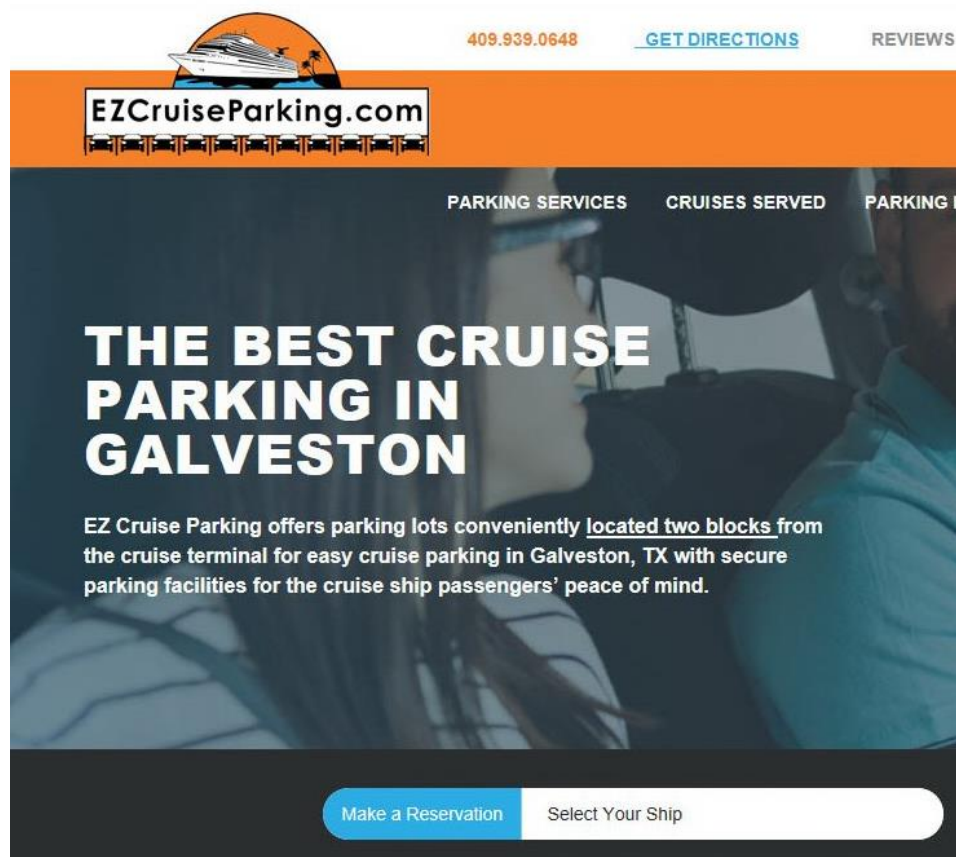 409.939.0648 GET DIRECTIONS REVIEWS
EZCruiseParking.com
PARKING SERVICES CRUISES SERVED PARKING
THE BEST CRUISE
PARKING IN
GALVESTON
EZ Cruise Parking offers parking lots conveniently located two blocks from
the cruise terminal for easy cruise parking in Galveston, TX with secure
parking facilities for the cruise ship passengers’ peace of mind.
Make a Reservation Select Your Ship